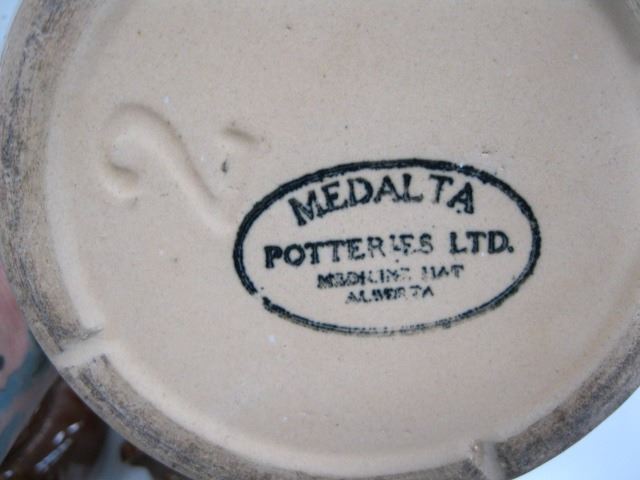 2
MEDALTA
POTTERIES LTD.
MEDICINE HAT
ALBERTA